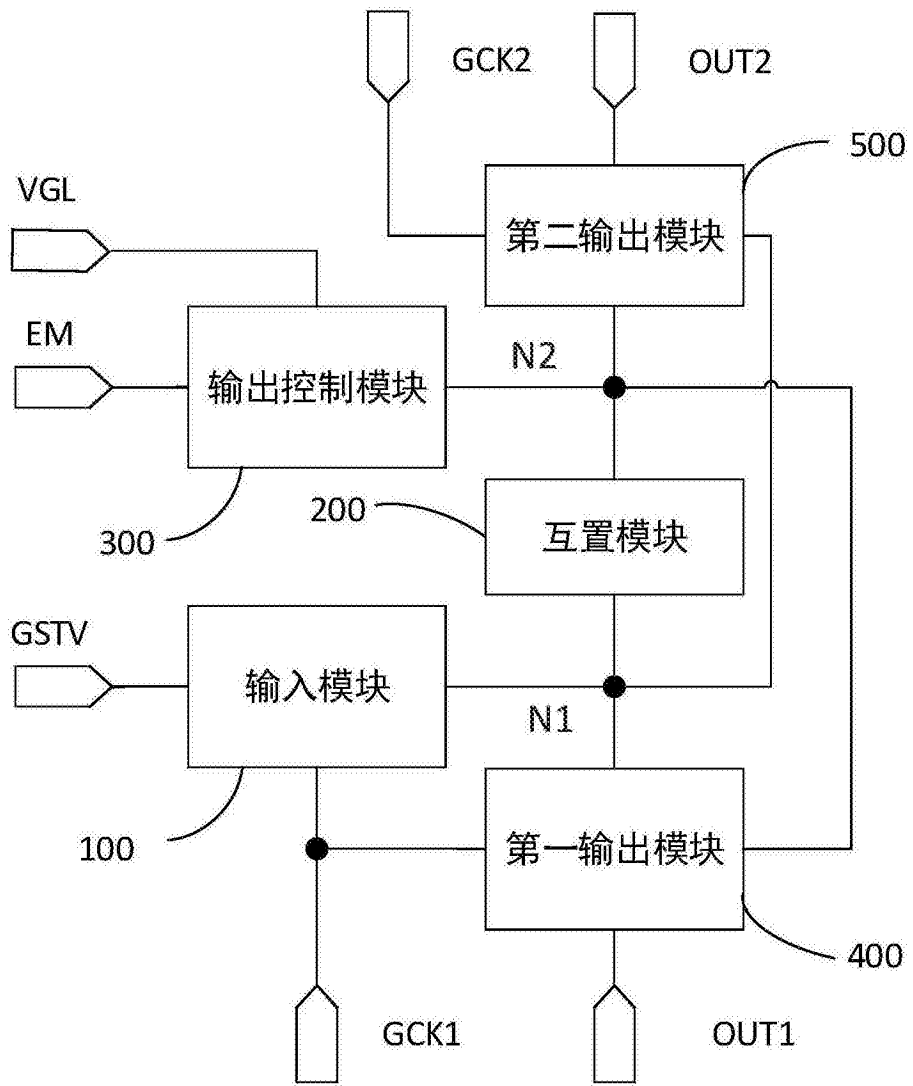 GCK2
OUT2
500
VGL
第二输出模块
EM
N2
输出控制模块
200
300
互置模块
GSTV
输入模块
N1
100
第一输出模块
400
GCK1
OUT1